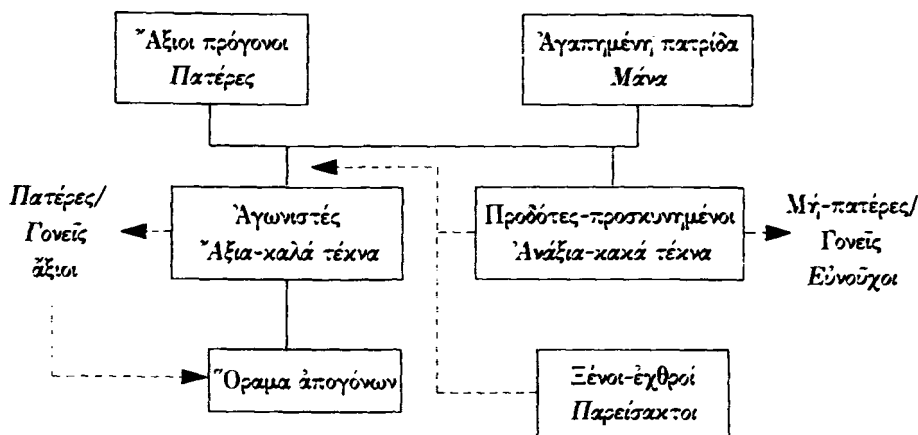 Ἄξιοι πρόγονοι
Πατέρες
Ἀγαπημένη πατρίδα
Μάνα
Πατέρες/
Γονεῖς
ἄξιοι
Ἀγωνιστές
Ἄξια-καλά τέκνα
Προδότες-προσκυνημένοι
Ἀνάξια-κακά τέκνα
Μή-πατέρες/
Γονεῖς
Εὐνοῦχοι
Ὅραμα ἀπογόνων
Ξένοι-ἐχθροί
Παρείσακτοι